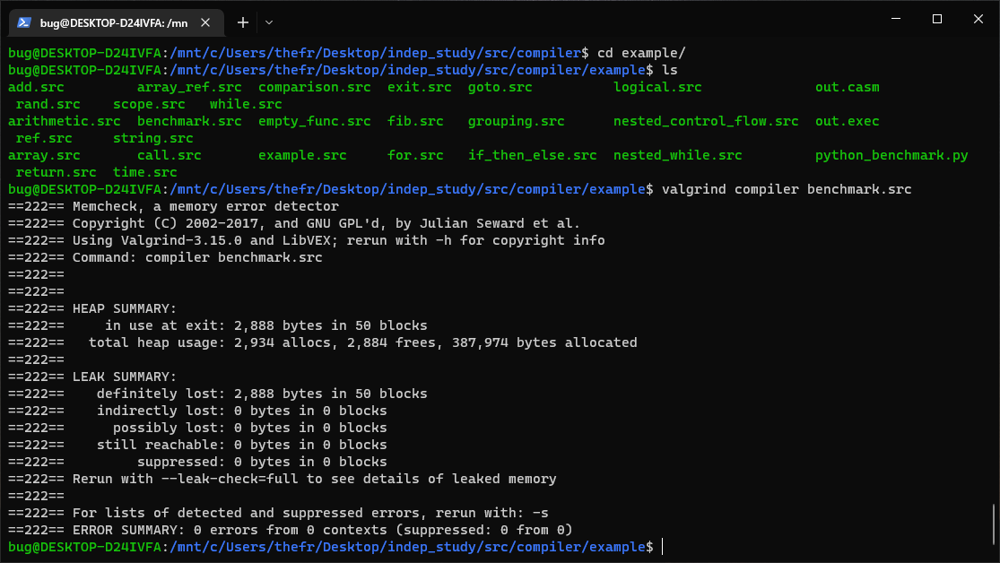 bug@DESKTOP-D24IVFA: /mn
bug@DESKTOP-D24IVFA:/mnt/c/Users/thefr/Desktop/indep_study/src/compiler$ cd example/
bug@DESKTOP-D24IVFA:/mnt/c/Users/thefr/Desktop/indep_study/src/compiler/example$ ls
add.src         array_ref.src  comparison.src  exit.src  goto.src          logical.src              out.casm
 rand.src    scope.src   while.src
arithmetic.src  benchmark.src  empty_func.src  fib.src   grouping.src      nested_control_flow.src  out.exec
 ref.src     string.src
array.src       call.src       example.src     for.src   if_then_else.src  nested_while.src         python_benchmark.py
 return.src  time.src
bug@DESKTOP-D24IVFA:/mnt/c/Users/thefr/Desktop/indep_study/src/compiler/example$ valgrind compiler benchmark.src
==222== Memcheck, a memory error detector
==222== Copyright (C) 2002-2017, and GNU GPL'd, by Julian Seward et al.
==222== Using Valgrind-3.15.0 and LibVEX; rerun with -h for copyright info
==222== Command: compiler benchmark.src
==222==
==222==
==222== HEAP SUMMARY:
==222==     in use at exit: 2,888 bytes in 50 blocks
==222==   total heap usage: 2,934 allocs, 2,884 frees, 387,974 bytes allocated
==222==
==222== LEAK SUMMARY:
==222==    definitely lost: 2,888 bytes in 50 blocks
==222==    indirectly lost: 0 bytes in 0 blocks
==222==      possibly lost: 0 bytes in 0 blocks
==222==    still reachable: 0 bytes in 0 blocks
==222==         suppressed: 0 bytes in 0 blocks
==222== Rerun with --leak-check=full to see details of leaked memory
==222==
==222== For lists of detected and suppressed errors, rerun with: -s
==222== ERROR SUMMARY: 0 errors from 0 contexts (suppressed: 0 from 0)
bug@DESKTOP-D24IVFA:/mnt/c/Users/thefr/Desktop/indep_study/src/compiler/example$